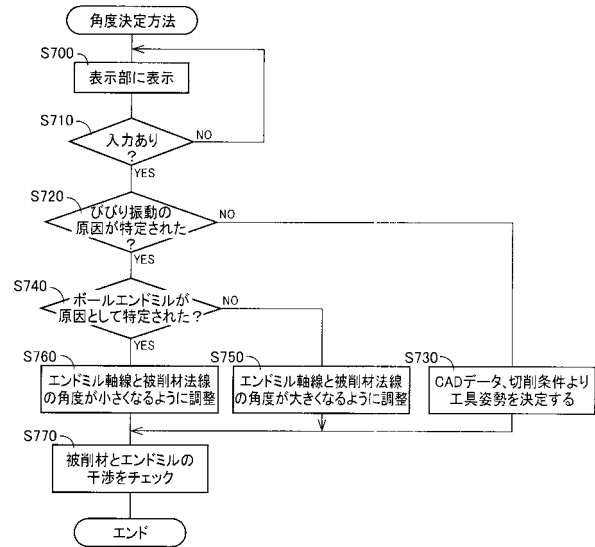 角度決定方法
S700
表示部に表示
S710
入力あり
?
NO
YES
S720
びびり振動の
原因が特定された
?
NO
YES
S740
ボールエンドミルが
原因として特定された?
NO
YES
S760
エンドミル軸線と被削材法線
の角度が小さくなるように調整
S750
エンドミル軸線と被削材法線
の角度が大きくなるように調整
S730
CADデータ、切削条件より
工具姿勢を決定する
S770
被削材とエンドミルの
干渉をチェック
エンド